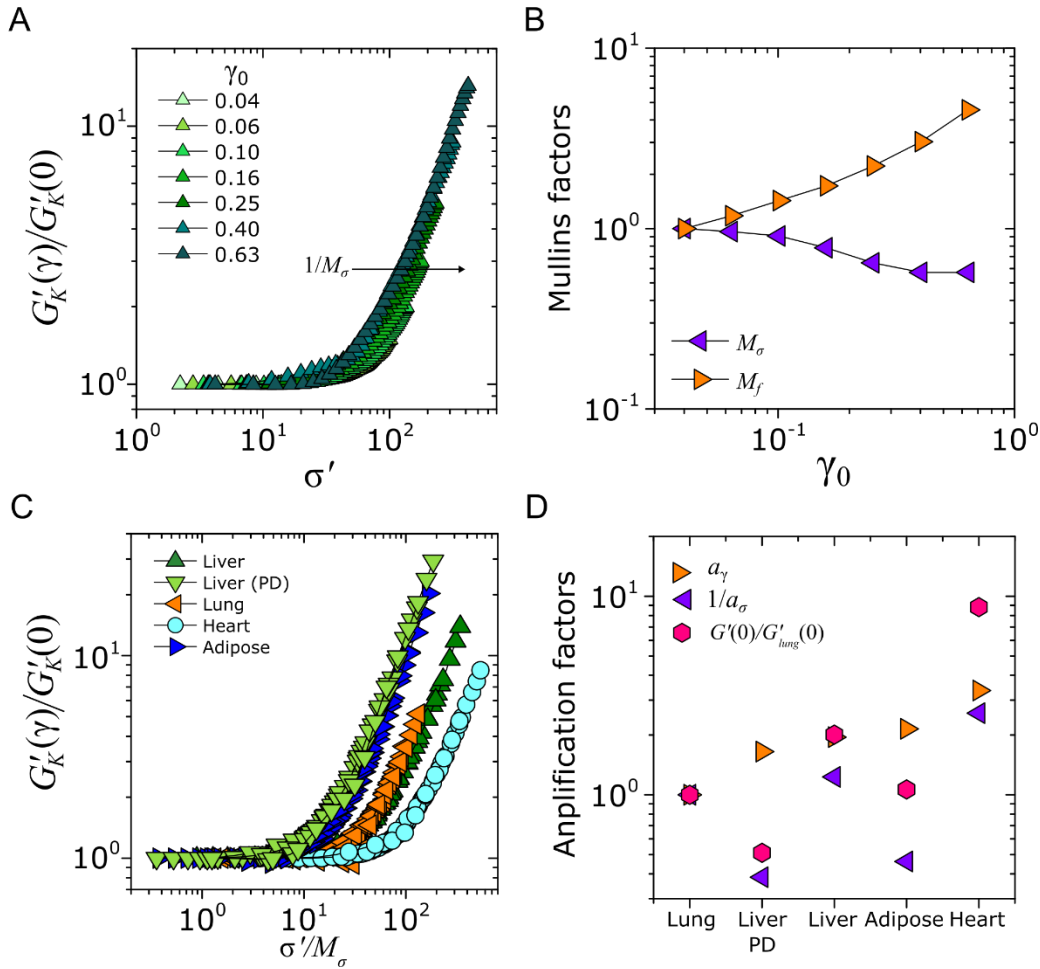 A
G′K(γ)/G′K(0)
10¹
10⁰
γ0
0.04
0.06
0.10
0.16
0.25
0.40
0.63
1/Mσ
10⁰ 10¹ 10²
σ′
B
Mullins factors
10¹
10⁰
10⁻¹
Mσ
Mf
10⁻¹ 10⁰
γ0
C
G′K(γ)/G′K(0)
10¹
10⁰
Liver
Liver (PD)
Lung
Heart
Adipose
10⁰ 10¹ 10²
σ′/Mσ
D
Anplification factors
10¹
10⁰
aγ
1/aσ
G′(0)/G′lung(0)
Lung Liver PD Liver Adipose Heart